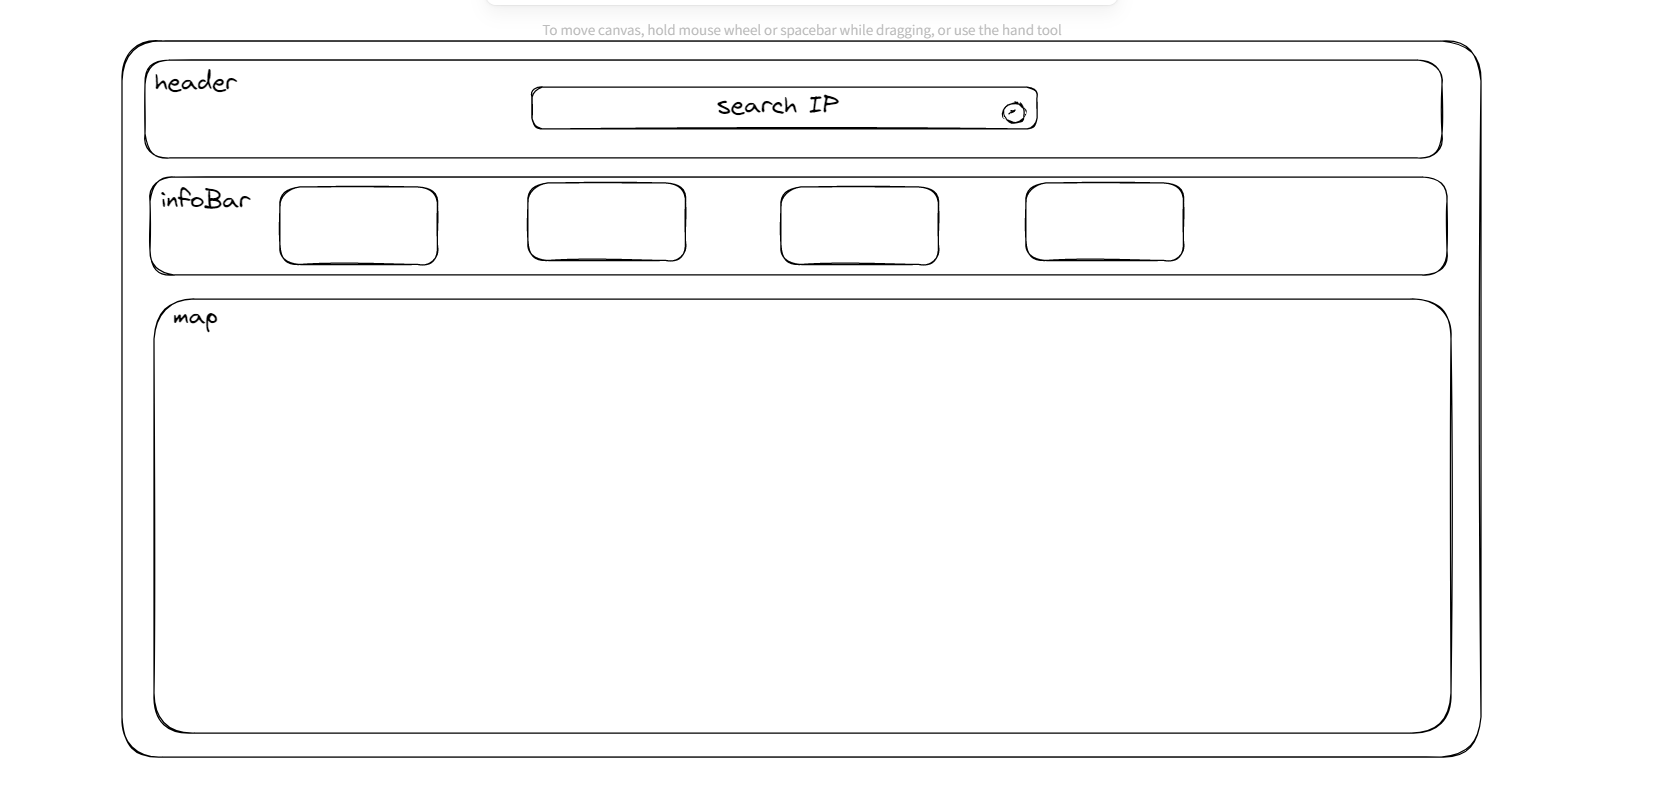 To move canvas, hold mouse wheel or spacebar while dragging, or use the hand tool
header
search IP
infoBar
map